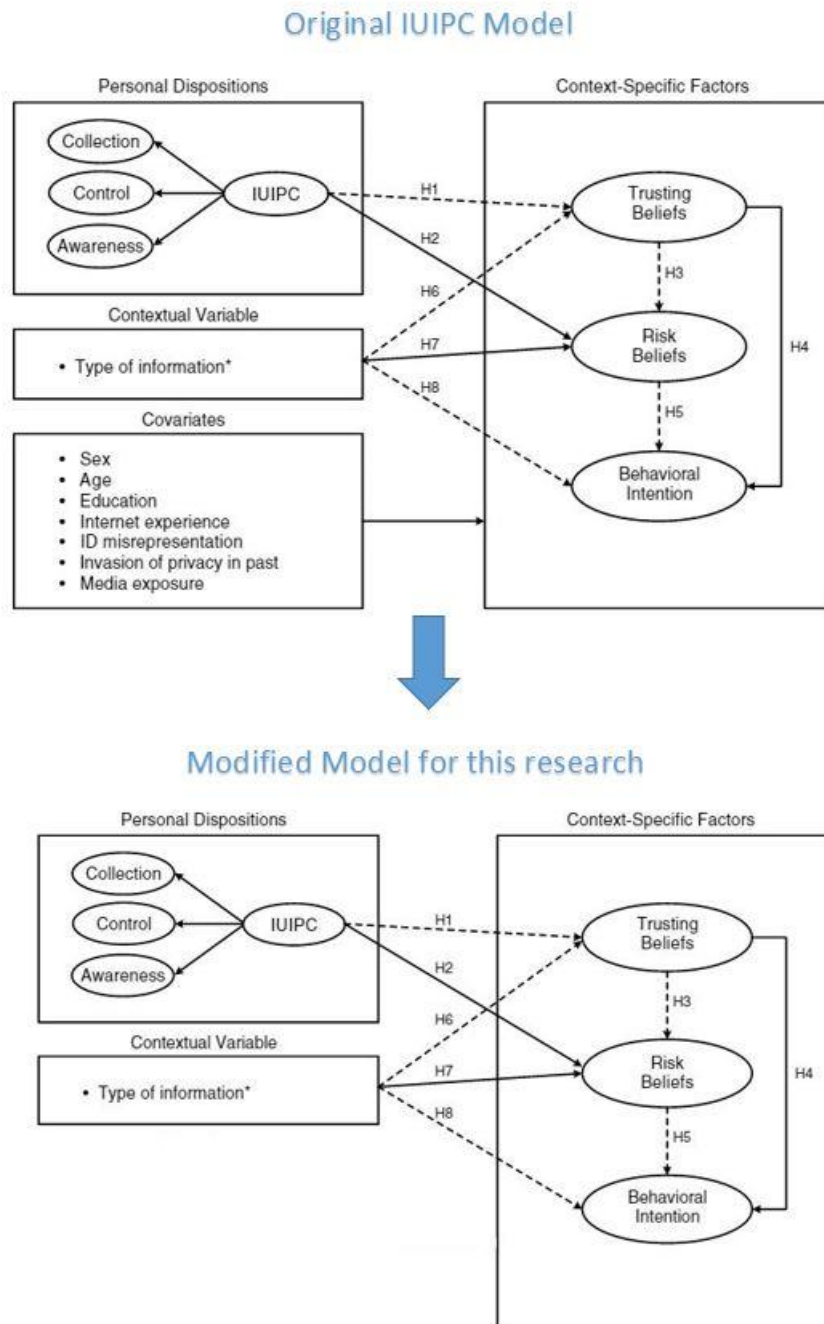 Original IUIPC Model
Personal Dispositions
Context-Specific Factors
Collection
Control
Awareness
IUIPC
H1
H2
H6
H7
H8
Trusting
Beliefs
H3
Risk
Beliefs
H4
H5
Behavioral
Intention
Contextual Variable
• Type of information*
Covariates
• Sex
• Age
• Education
• Internet experience
• ID misrepresentation
• Invasion of privacy in past
• Media exposure
Modified Model for this research
Personal Dispositions
Context-Specific Factors
Collection
Control
Awareness
IUIPC
H1
H2
H6
H7
H8
Trusting
Beliefs
H3
Risk
Beliefs
H4
H5
Behavioral
Intention
Contextual Variable
• Type of information*